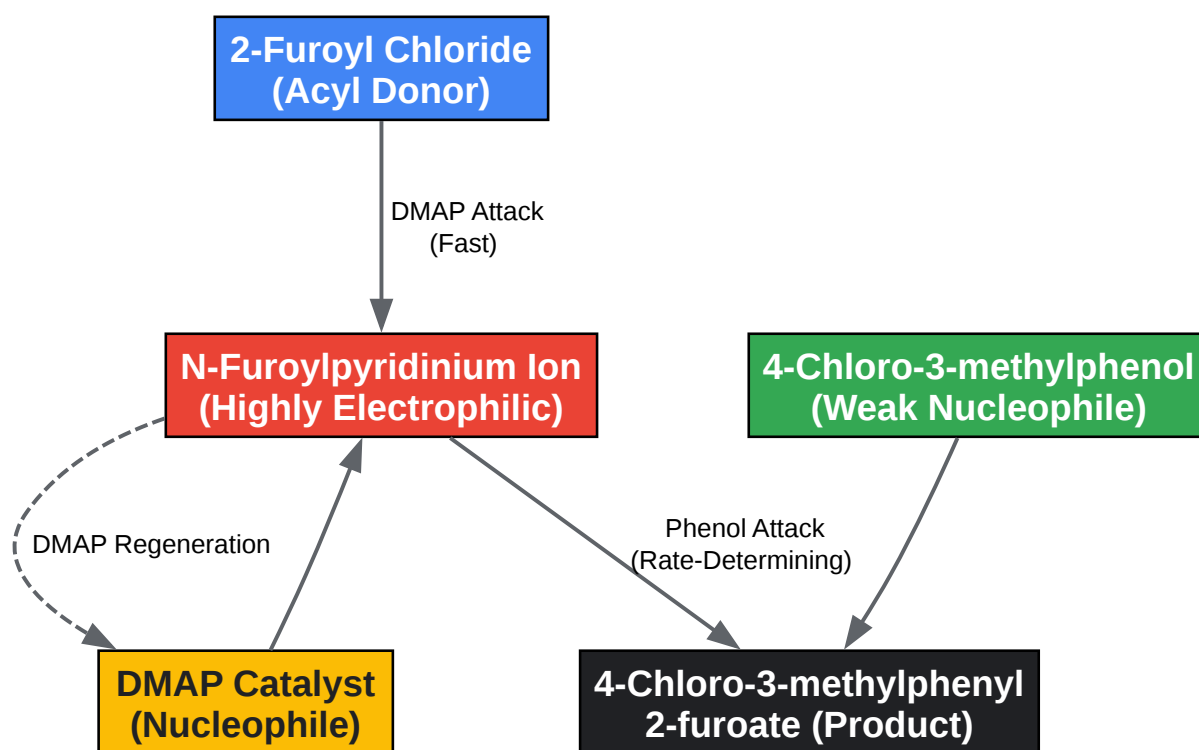 2-Furoyl Chloride
(Acyl Donor)
DMAP Attack
(Fast)
N-Furoylpyridinium Ion
(Highly Electrophilic)
4-Chloro-3-methylphenol
(Weak Nucleophile)
DMAP Regeneration
Phenol Attack
(Rate-Determining)
DMAP Catalyst
(Nucleophile)
4-Chloro-3-methylphenyl
2-furoate (Product)